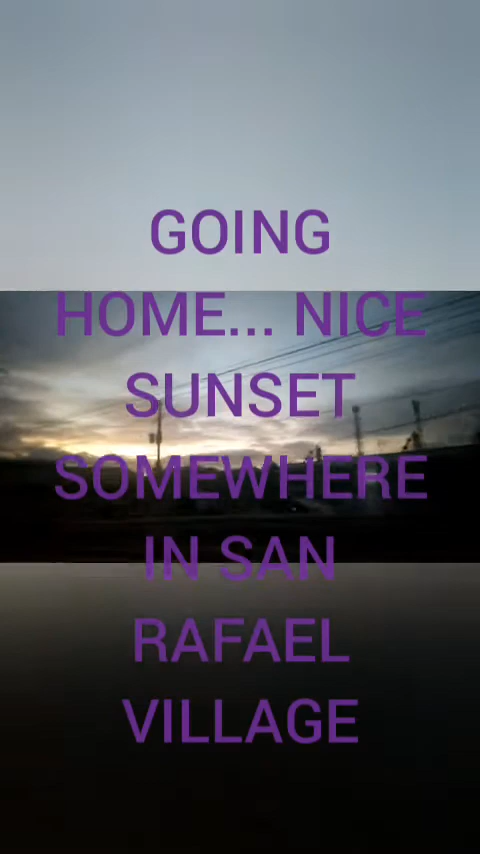 GOING
HOME... NICE
SUNSET
SOMEWHERE
IN SAN
RAFAEL
VILLAGE